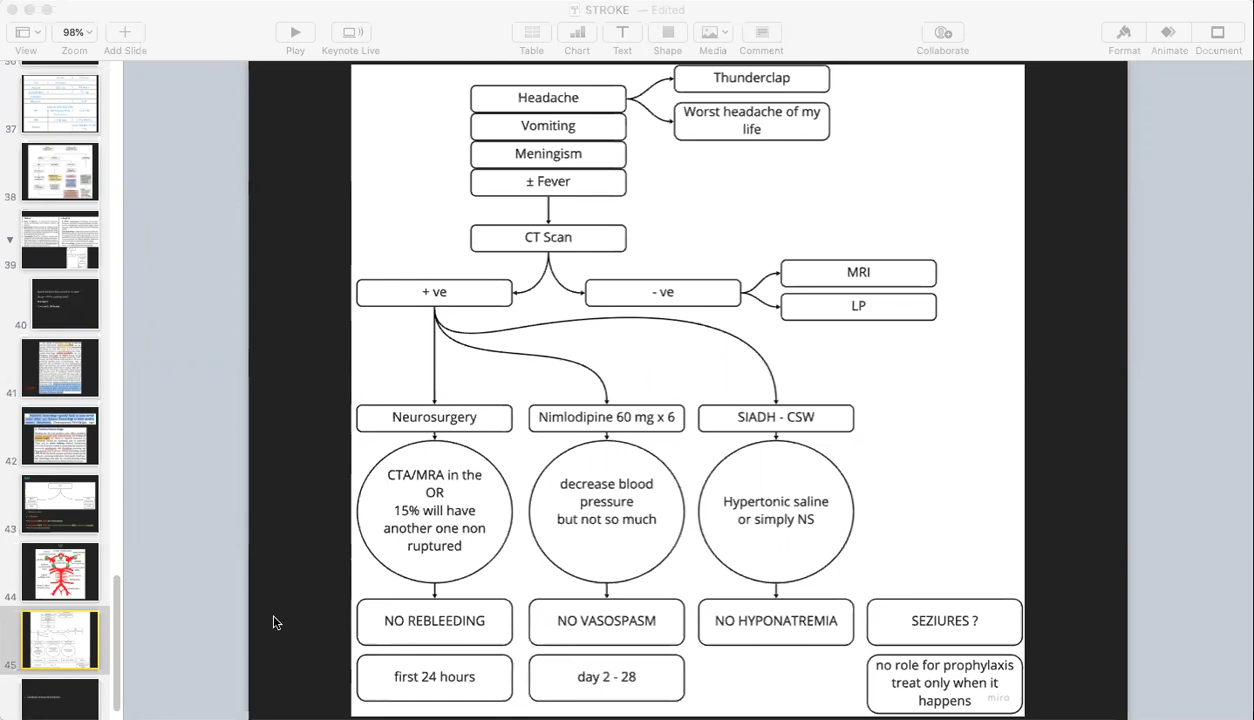 STROKE — Edited
98%
View
Zoom
Add Slide
Play
Keynote Live
Table
Chart
Text
Shape
Media
Comment
Collaborate
Format
Animate
Document
36
37
38
39
40
41
42
43
44
45
Headache
Thunderclap
Worst headache of my
life
Vomiting
Meningism
± Fever
CT Scan
+ ve
- ve
MRI
LP
Neurosurgery
Nimlodipine 60 mg x 6
SIADH - CSW
CTA/MRA in the
OR
15% will have
another one non
ruptured
decrease blood
pressure
but not so much
Hypertonic saline
or simply NS
NO REBLEEDING
NO VASOSPASM
NO HYPONATREMIA
SEZIURES ?
first 24 hours
day 2 - 28
no role for prophylaxis
treat only when it
happens
miro